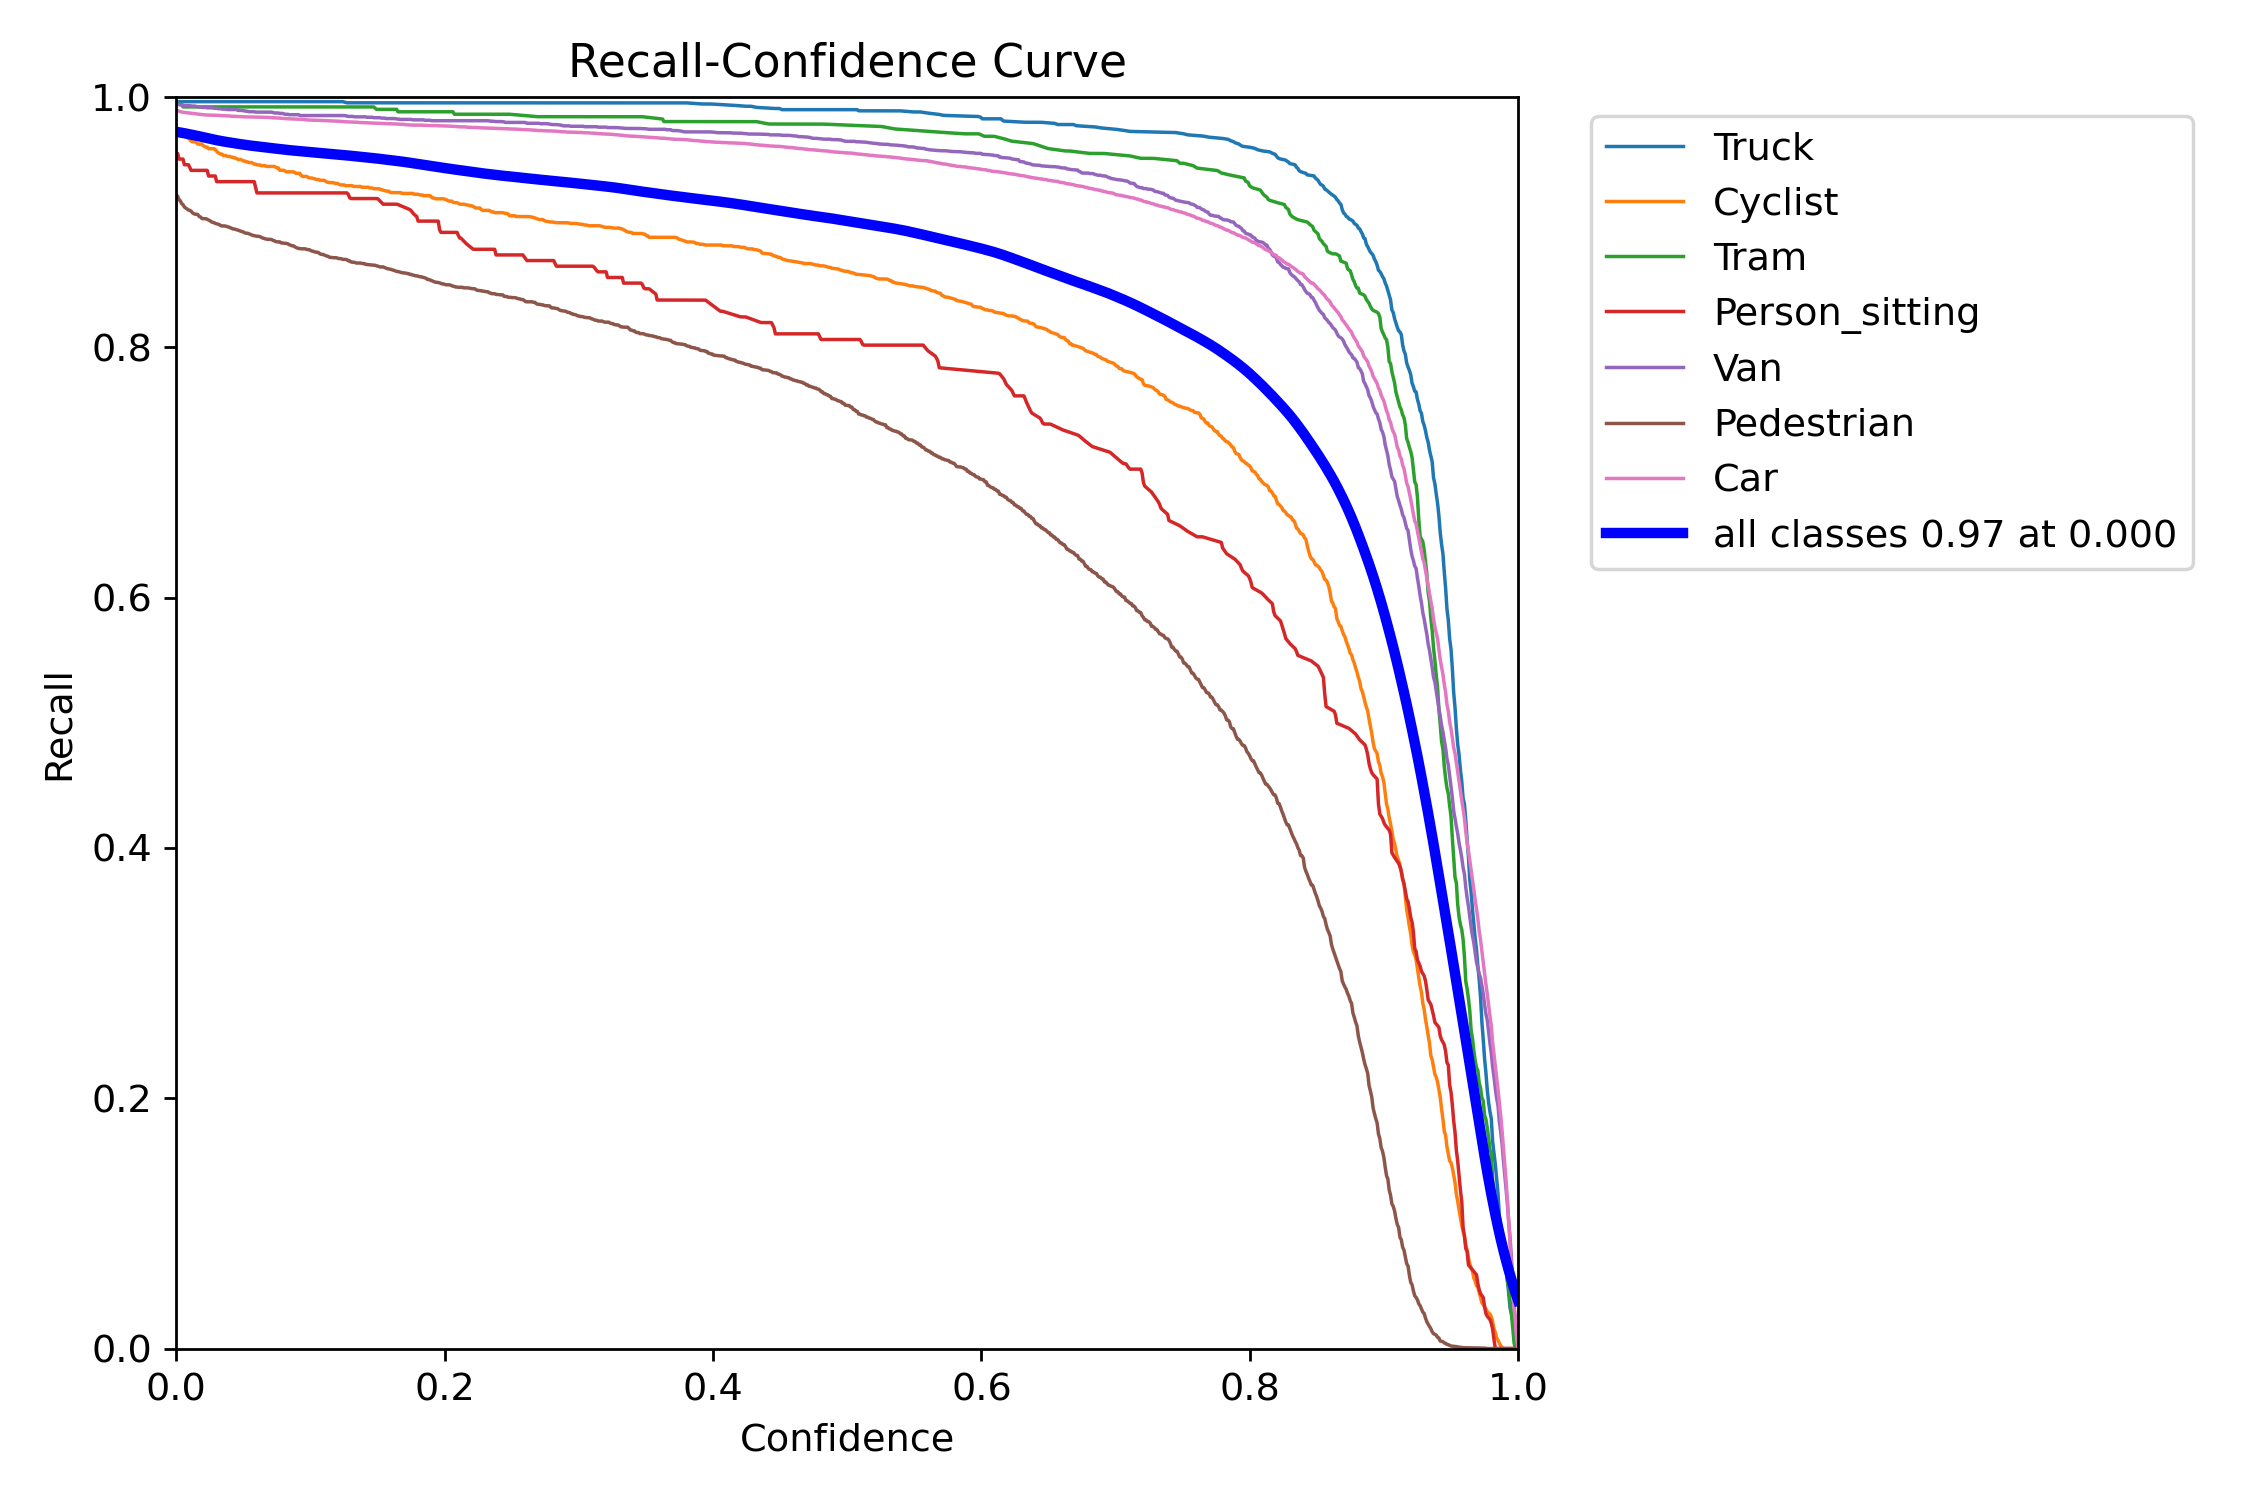 Recall-Confidence Curve
1.0
0.8
0.6
0.4
0.2
0.0
Recall
0.0 0.2 0.4 0.6 0.8 1.0
Confidence
Truck
Cyclist
Tram
Person_sitting
Van
Pedestrian
Car
all classes 0.97 at 0.000